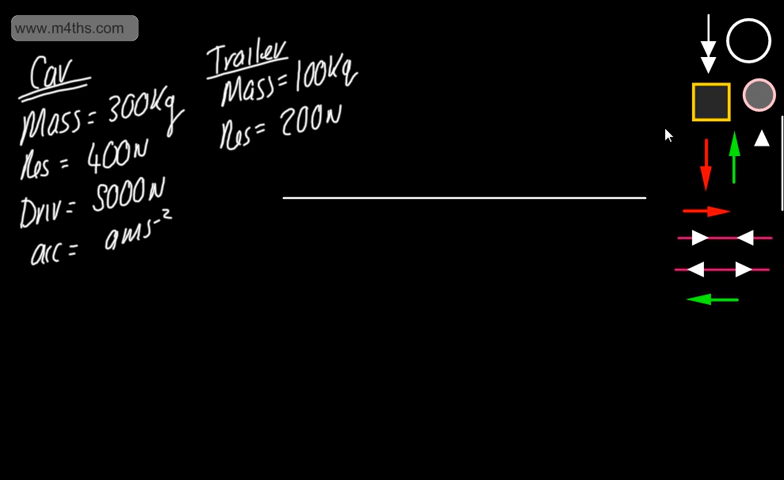 www.m4ths.com
Car
Mass = 300Kg
Res = 400N
Driv = 5000N
acc = ams⁻²
Trailer
Mass = 100Kg
Res = 200N